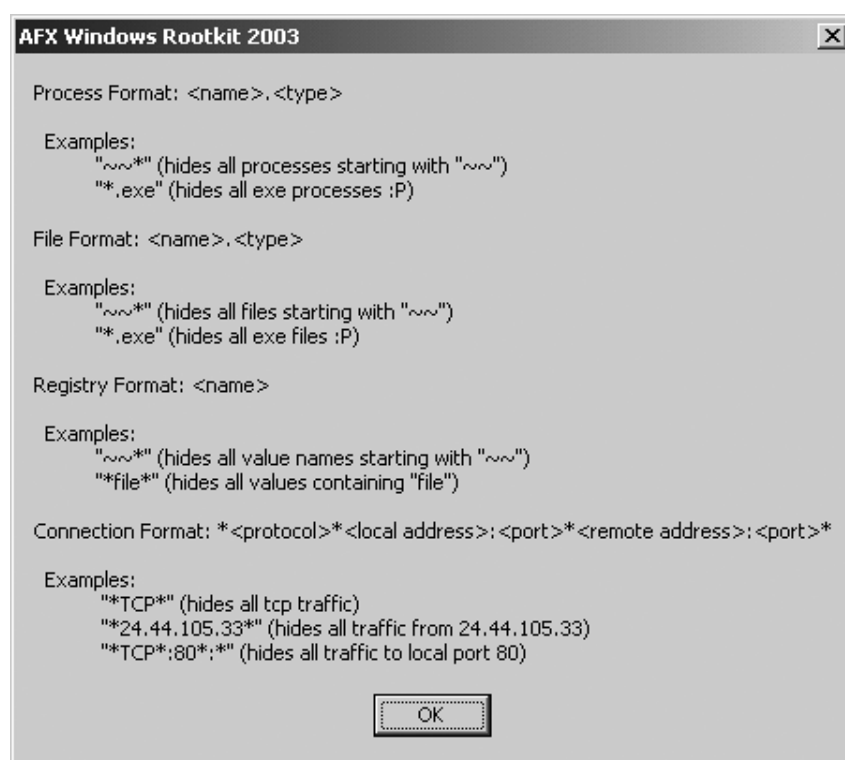 AFX Windows Rootkit 2003
Process Format: <name>.<type>
Examples:
"~~*" (hides all processes starting with "~~")
"*.exe" (hides all exe processes :P)
File Format: <name>.<type>
Examples:
"~~*" (hides all files starting with "~~")
"*.exe" (hides all exe files :P)
Registry Format: <name>
Examples:
"~~*" (hides all value names starting with "~~")
"*file*" (hides all values containing "file")
Connection Format: *<protocol>*<local address>:<port>*<remote address>:<port>*
Examples:
"*TCP*" (hides all tcp traffic)
"*24.44.105.33*" (hides all traffic from 24.44.105.33)
"*TCP*:80*:*" (hides all traffic to local port 80)
OK